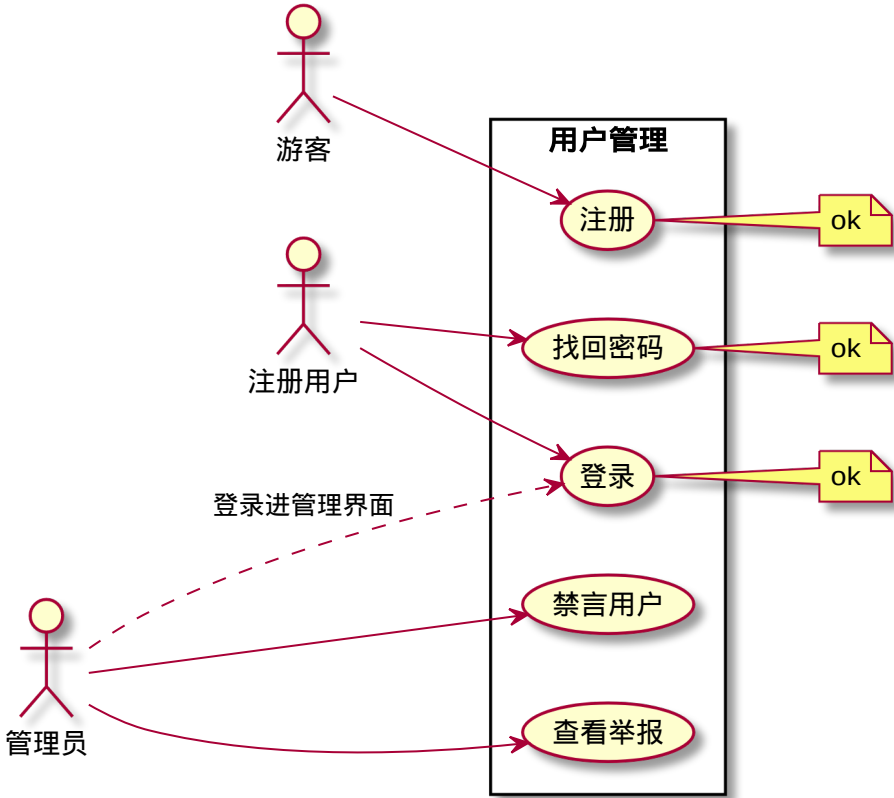 游客
用户管理
注册
ok
注册用户
找回密码
ok
登录
ok
登录进管理界面
管理员
禁言用户
查看举报